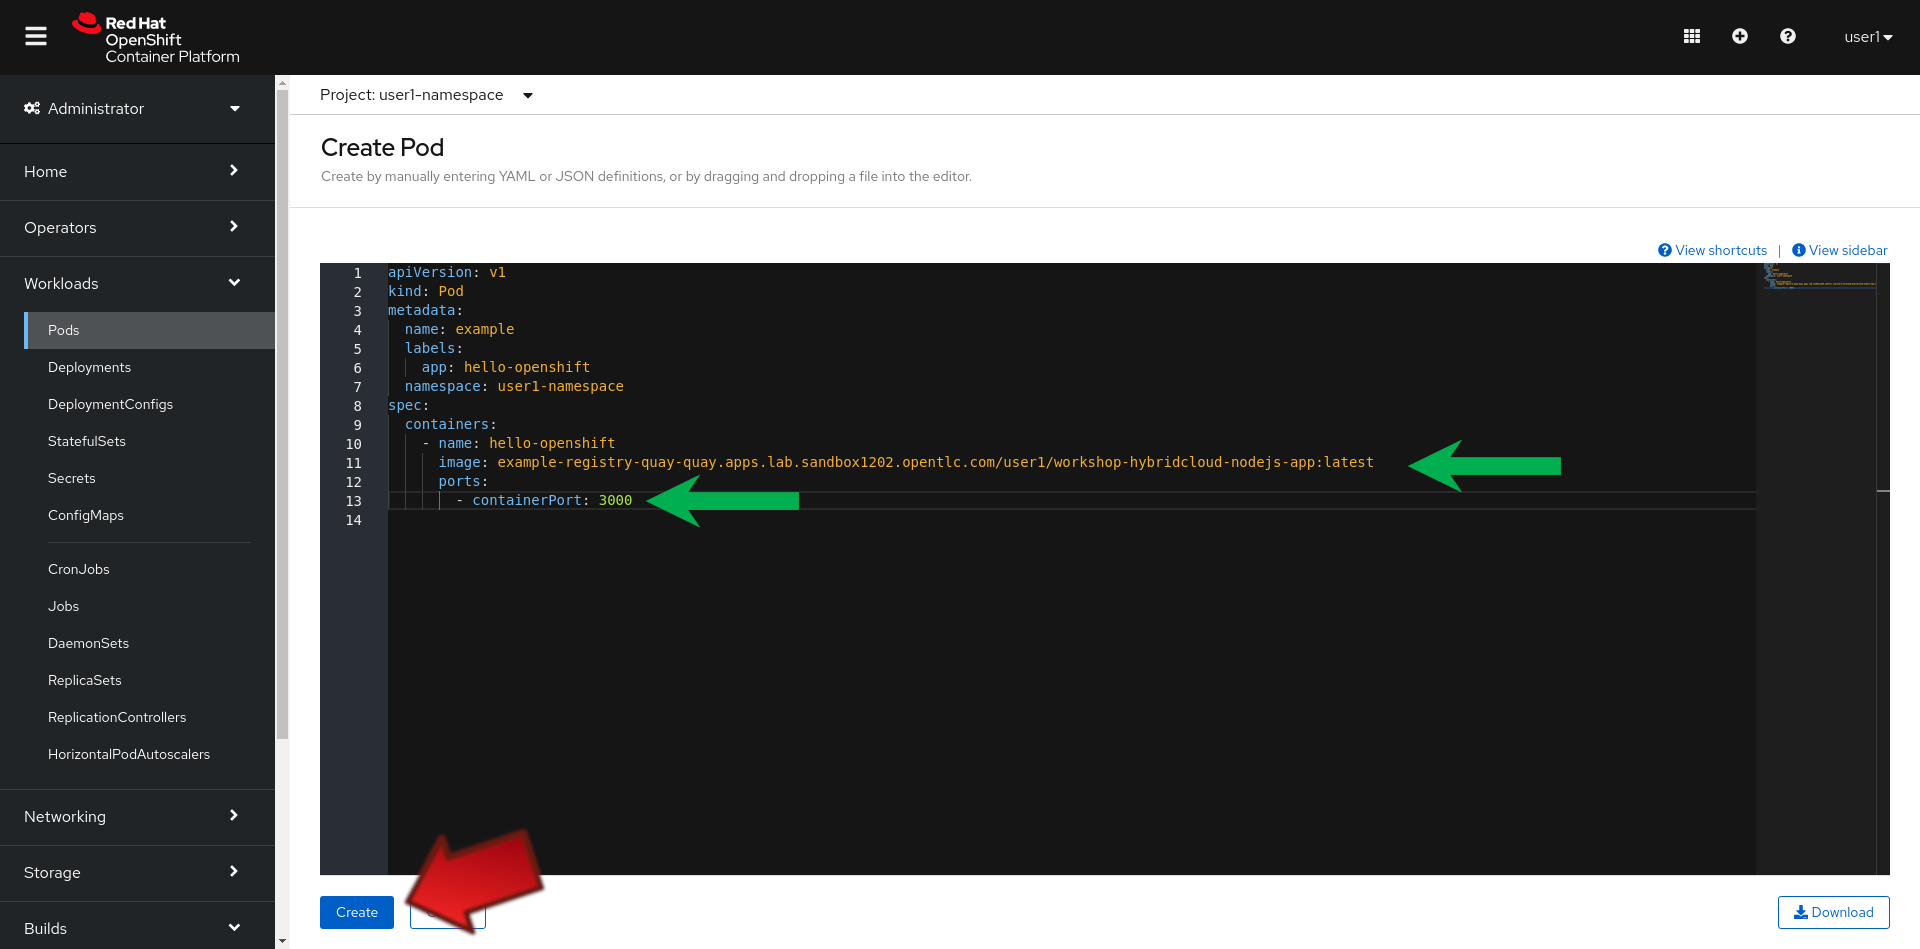 Red Hat
OpenShift
Container Platform
user1
Administrator
Home
Operators
Workloads
Pods
Deployments
DeploymentConfigs
StatefulSets
Secrets
ConfigMaps
CronJobs
Jobs
DaemonSets
ReplicaSets
ReplicationControllers
HorizontalPodAutoscalers
Networking
Storage
Builds
Project: user1-namespace
Create Pod
Create by manually entering YAML or JSON definitions, or by dragging and dropping a file into the editor.
View shortcuts | View sidebar
1 apiVersion: v1
2 kind: Pod
3 metadata:
4 name: example
5 labels:
6 app: hello-openshift
7 namespace: user1-namespace
8 spec:
9 containers:
10 - name: hello-openshift
11 image: example-registry-quay-quay.apps.lab.sandbox1202.opentlc.com/user1/workshop-hybridcloud-nodejs-app:latest
12 ports:
13 - containerPort: 3000
14
Create
Download